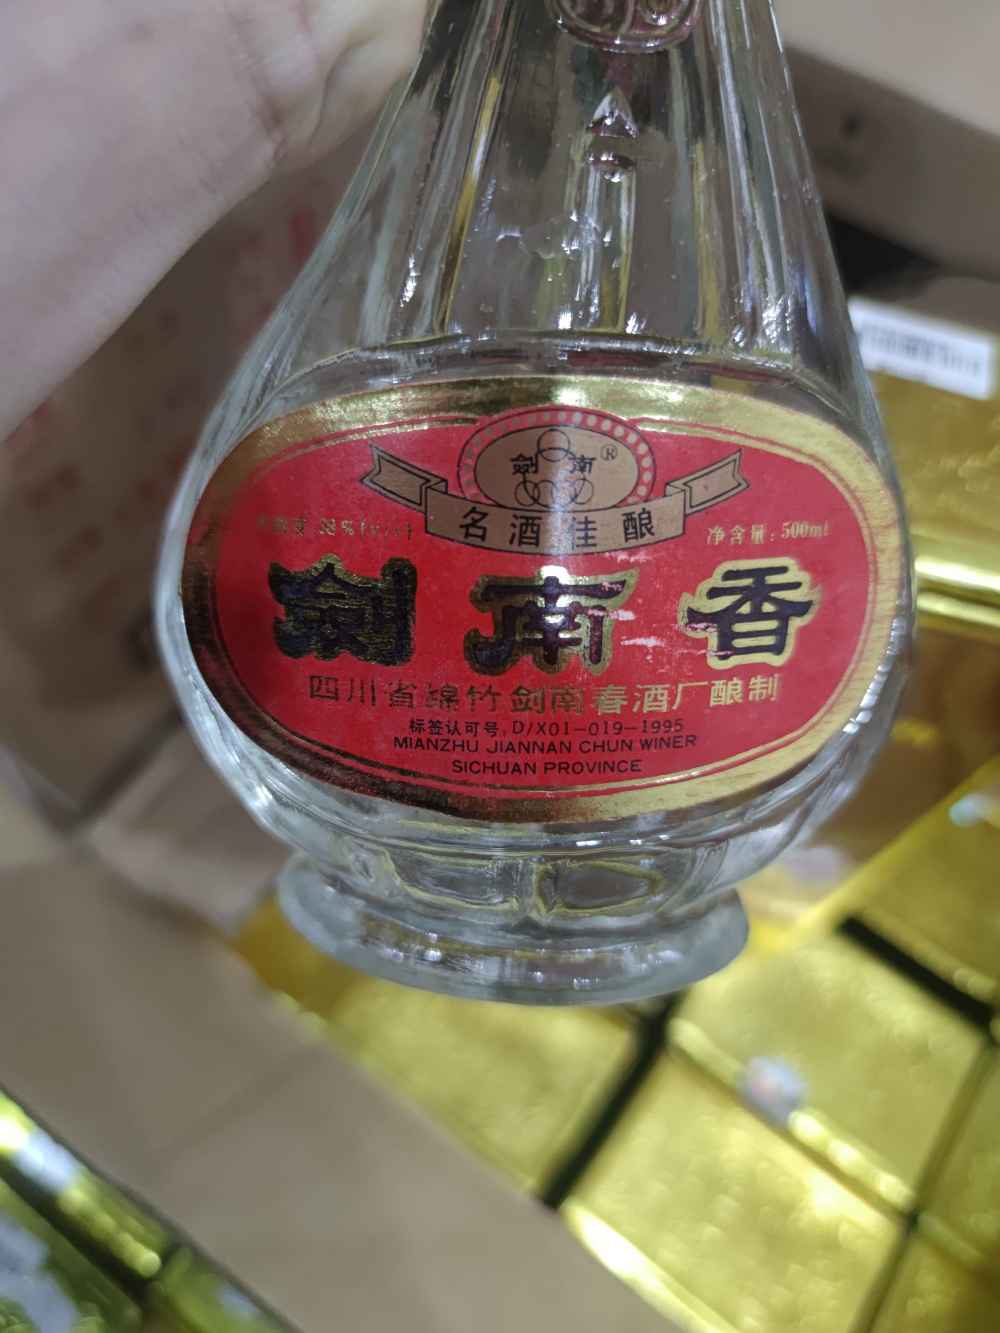 剑 南®
名酒佳酿
38%(v/v)
净含量:500ml
剑南香
四川省绵竹剑南春酒厂酿制
标签认可号,D/X01-019-1995
MIANZHU JIANNAN CHUN WINER
SICHUAN PROVINCE